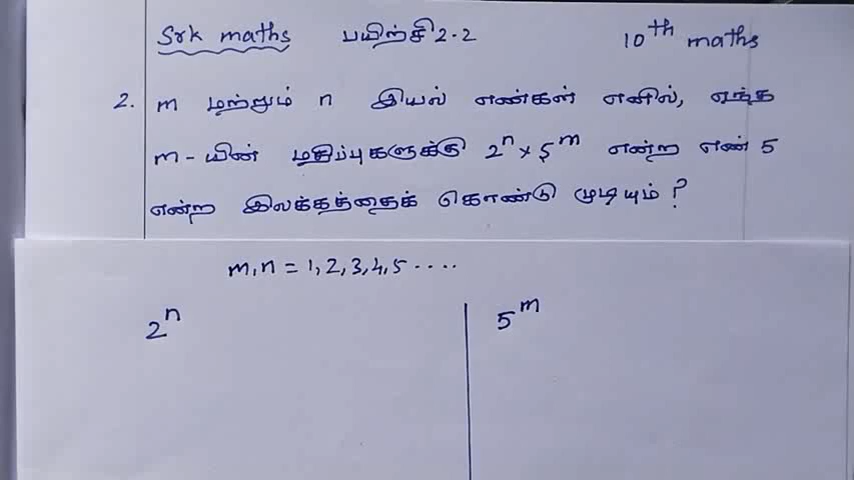 Srk maths பயிற்சி 2.2 10th maths
2. m மற்றும் n இயல் எண்கள் எனில், எந்த
m - யின் மதிப்புகளுக்கு 2ⁿ × 5ᵐ என்ற எண் 5
என்ற இலக்கத்தைக் கொண்டு முடியும் ?
m, n = 1, 2, 3, 4, 5 ....
2ⁿ 5ᵐ